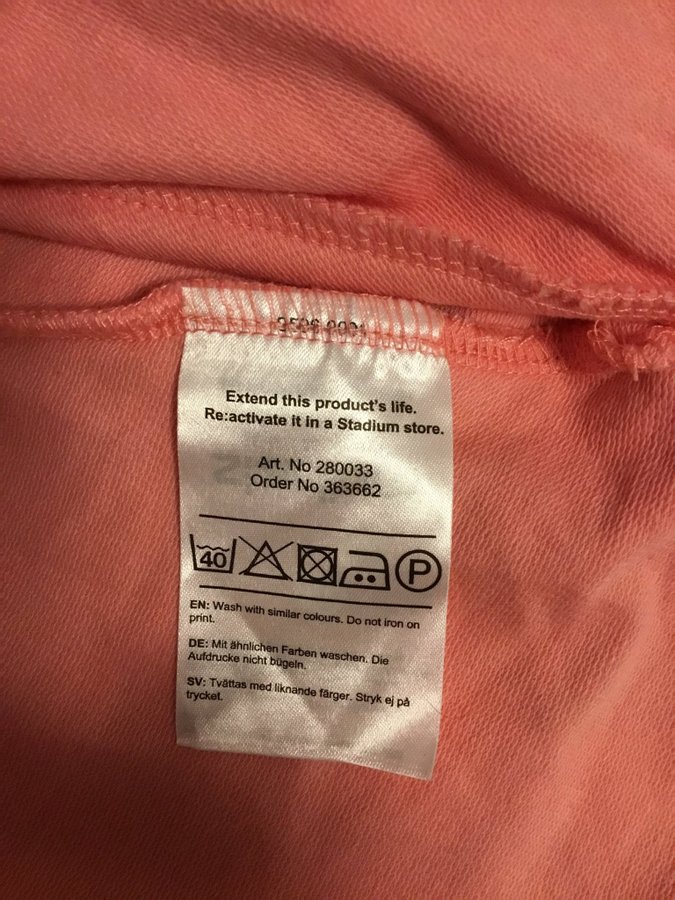 Extend this product's life.
Re:activate it in a Stadium store.
Art. No 280033
Order No 363662
40
P
EN: Wash with similar colours. Do not iron on
print.
DE: Mit ähnlichen Farben waschen. Die
Aufdrucke nicht bügeln.
SV: Tvättas med liknande färger. Stryk ej på
trycket.